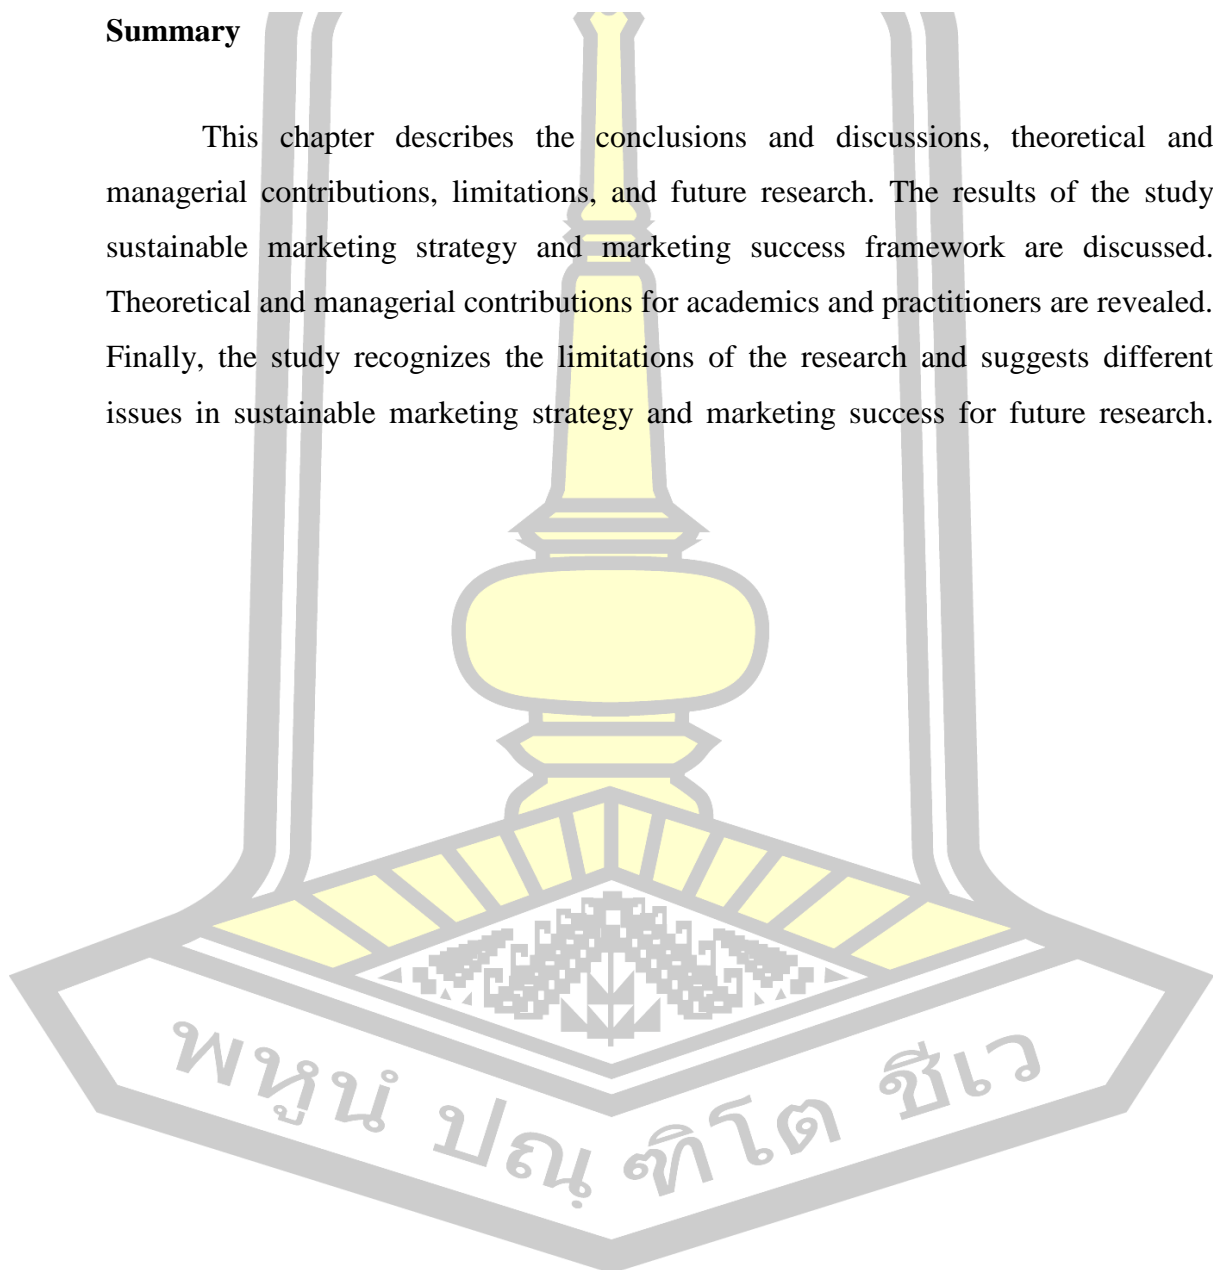 Summary
This chapter describes the conclusions and discussions, theoretical and
managerial contributions, limitations, and future research. The results of the study
sustainable marketing strategy and marketing success framework are discussed.
Theoretical and managerial contributions for academics and practitioners are revealed.
Finally, the study recognizes the limitations of the research and suggests different
issues in sustainable marketing strategy and marketing success for future research.
พหูนํ ปณฺฑิโต ชีเว